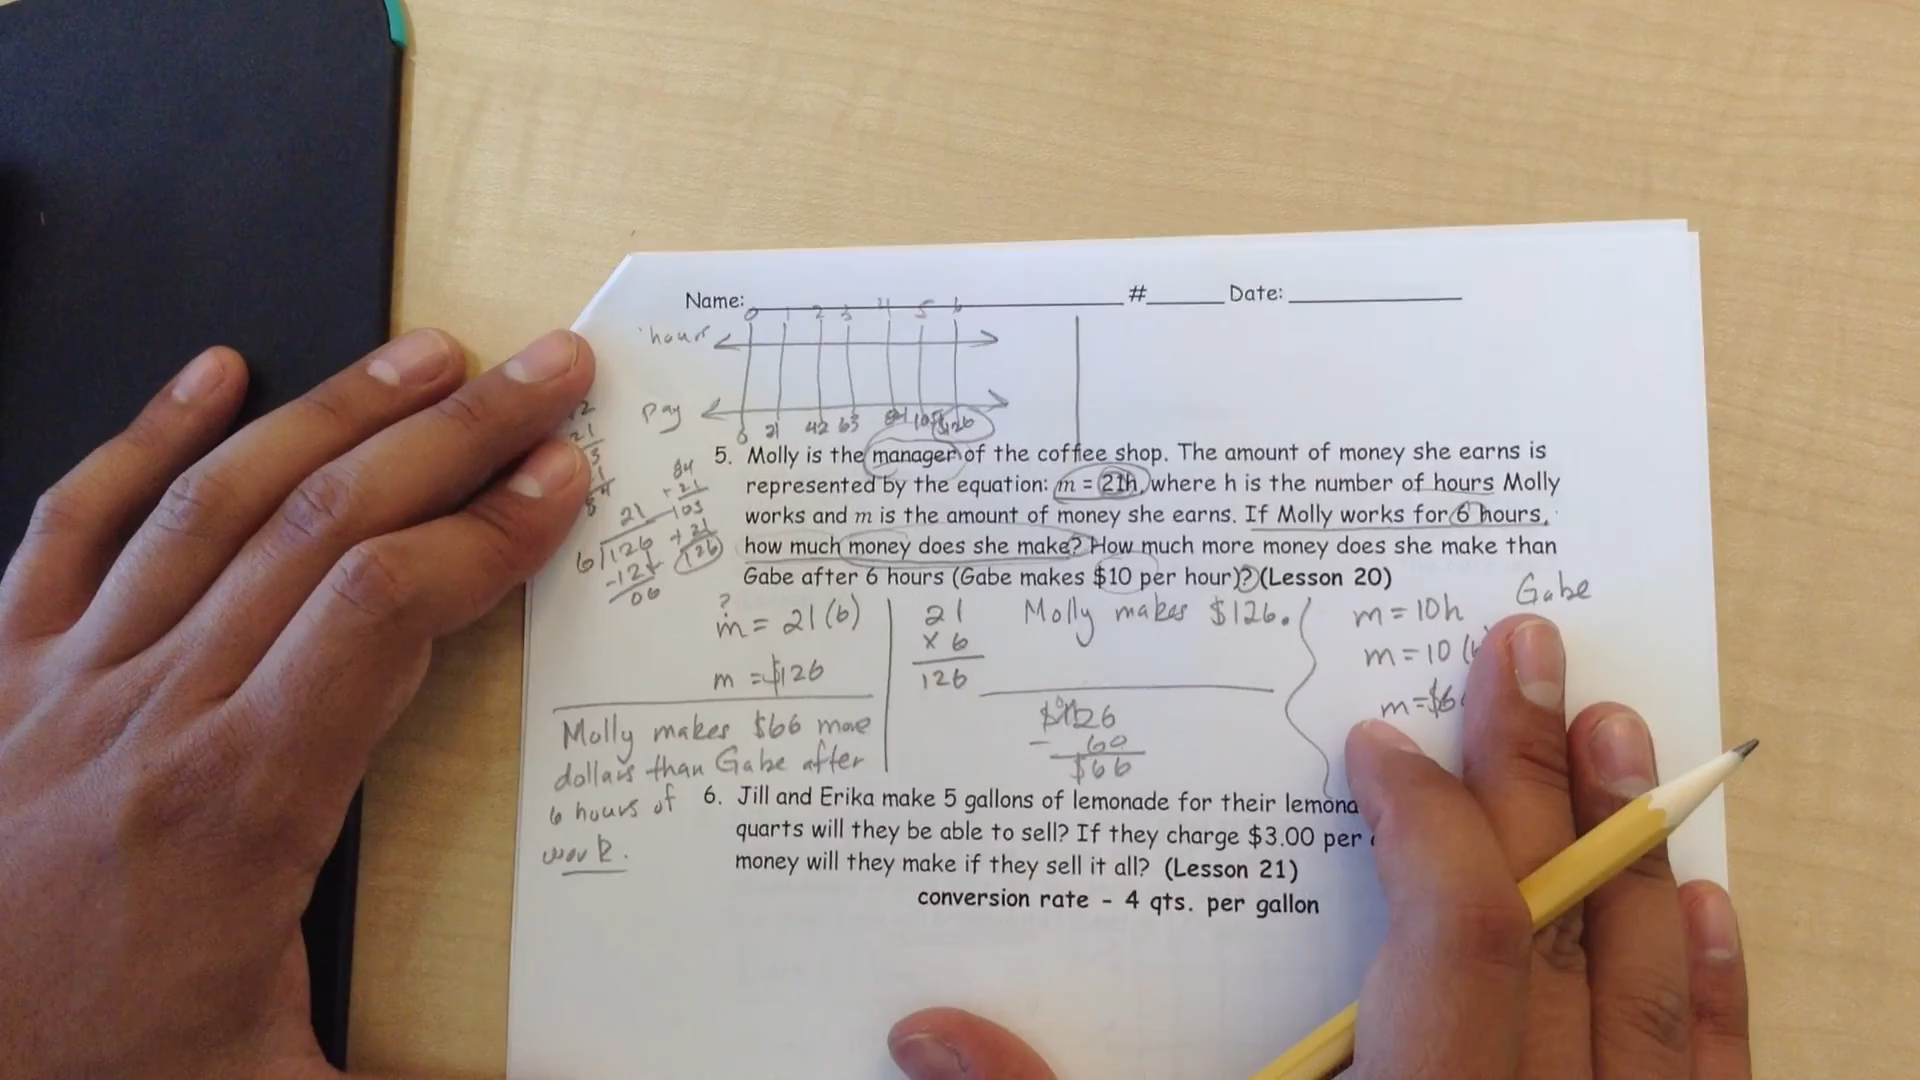 Name: # Date:
0 1 2 3 4 5 6
hours
pay
0 21 42 63 84 105 $126
5. Molly is the manager of the coffee shop. The amount of money she earns is
represented by the equation: m = 21h, where h is the number of hours Molly
works and m is the amount of money she earns. If Molly works for 6 hours,
how much money does she make? How much more money does she make than
Gabe after 6 hours (Gabe makes $10 per hour)? (Lesson 20)
84
+21
105
+21
126
21
6)126
-12
06
?
m = 21(6)
m = $126
21
x 6
126
Molly makes $126.
Gabe
m = 10h
m = 10
m = $6
$126
- 60
$66
Molly makes $66 more
dollars than Gabe after
6 hours of
work.
6. Jill and Erika make 5 gallons of lemonade for their
quarts will they be able to sell? If they charge $3.00 per
money will they make if they sell it all? (Lesson 21)
conversion rate - 4 qts. per gallon